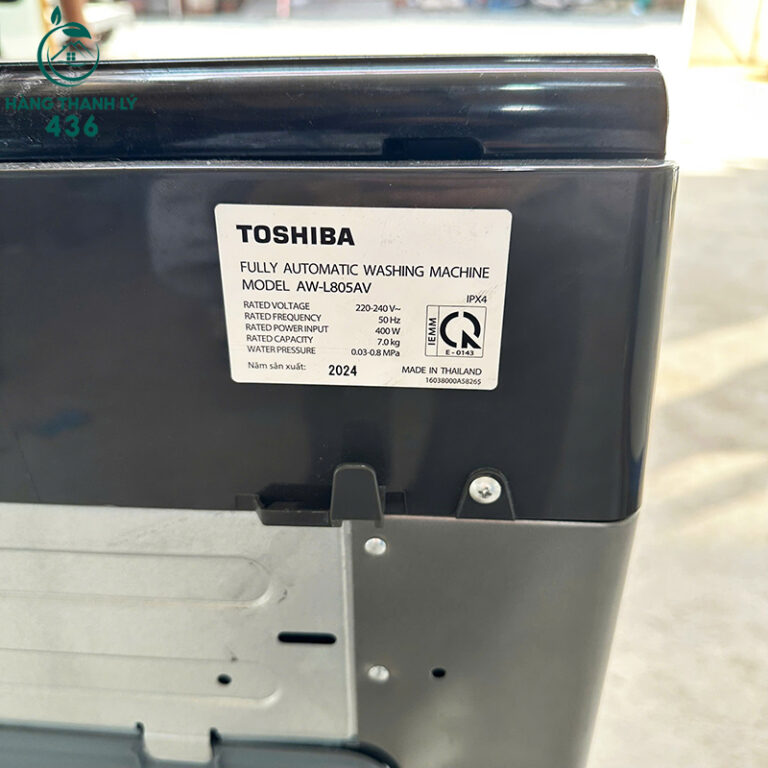 HANG THANH LY
436
TOSHIBA
FULLY AUTOMATIC WASHING MACHINE
MODEL AW-L805AV
IPX4
RATED VOLTAGE 220-240 V~
RATED FREQUENCY 50 Hz
RATED POWER INPUT 400 W
RATED CAPACITY 7.0 kg
WATER PRESSURE 0.03-0.8 MPa
IEMM
E - 0143
Năm sản xuất: 2024
MADE IN THAILAND
16038000A58265